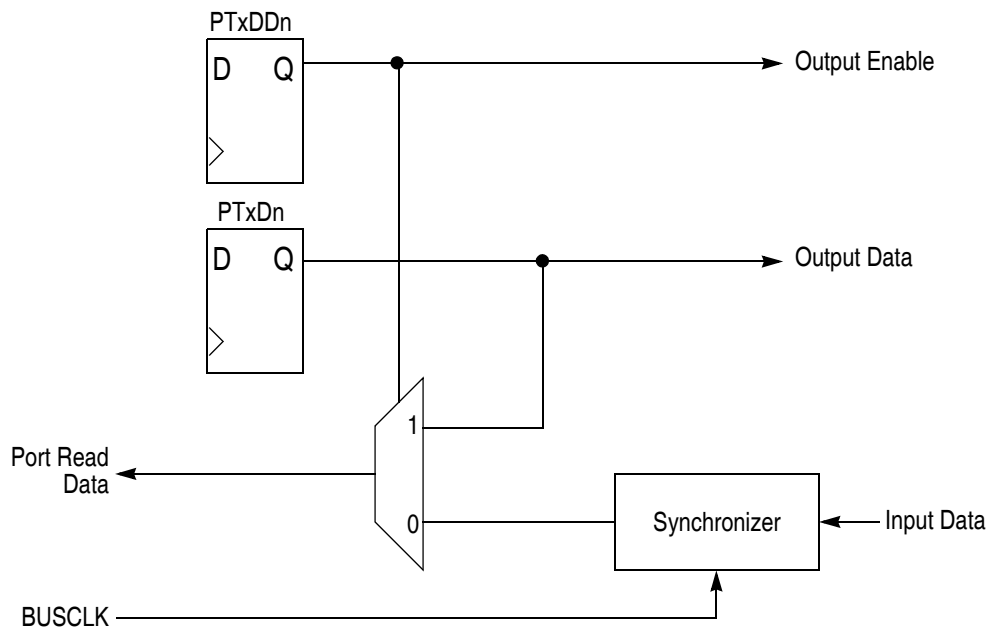 PTxDDn
D Q
Output Enable
PTxDn
D Q
Output Data
1
Port Read
Data
0
Synchronizer
Input Data
BUSCLK